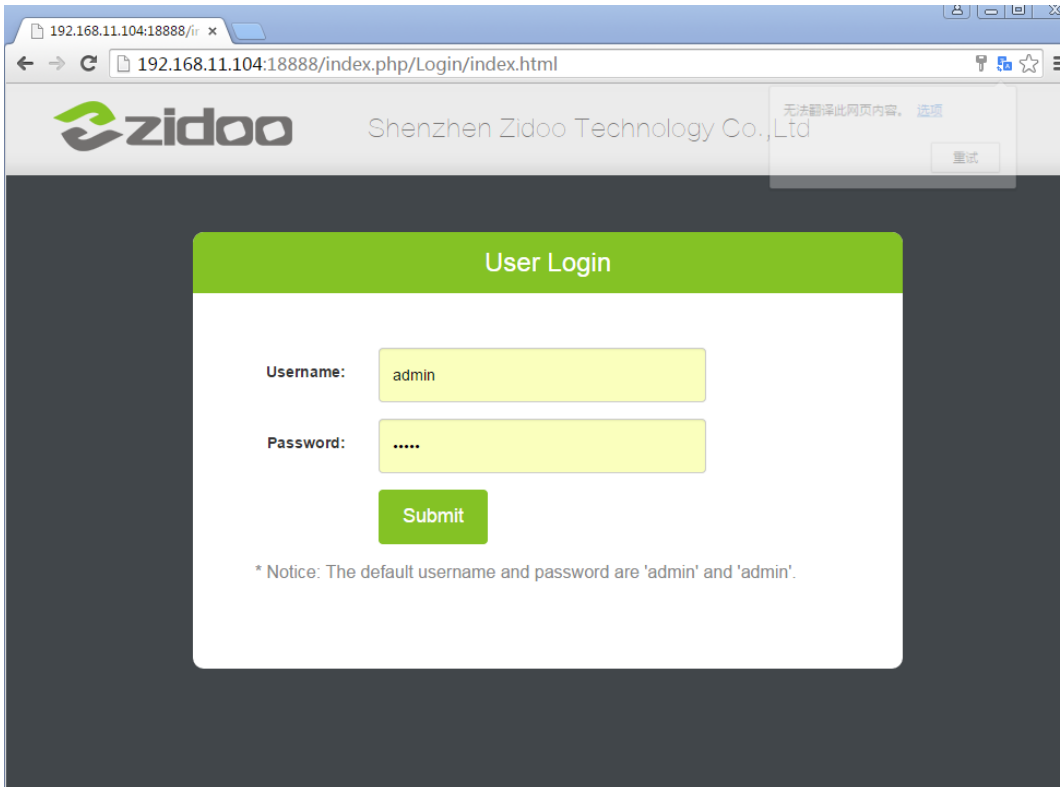 192.168.11.104:18888/ir
192.168.11.104:18888/index.php/Login/index.html
zidoo
Shenzhen Zidoo Technology Co.,Ltd
无法翻译此网页内容。 选项
重试
User Login
Username:
admin
Password:
•••••
Submit
* Notice: The default username and password are 'admin' and 'admin'.